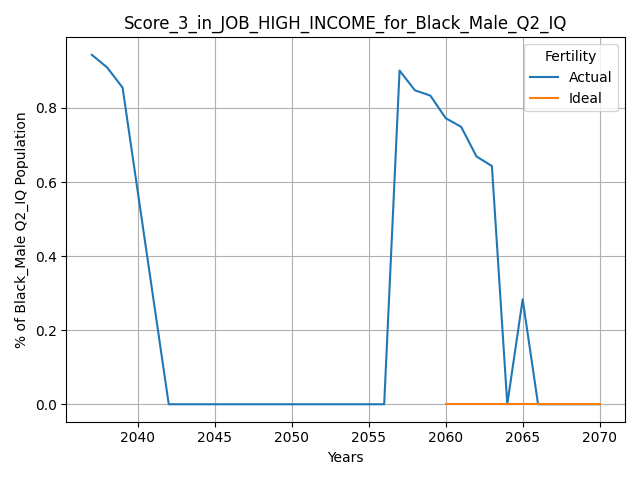 Score_3_in_JOB_HIGH_INCOME_for_Black_Male_Q2_IQ
Fertility
Actual
Ideal
% of Black_Male Q2_IQ Population
0.8
0.6
0.4
0.2
0.0
2040 2045 2050 2055 2060 2065 2070
Years